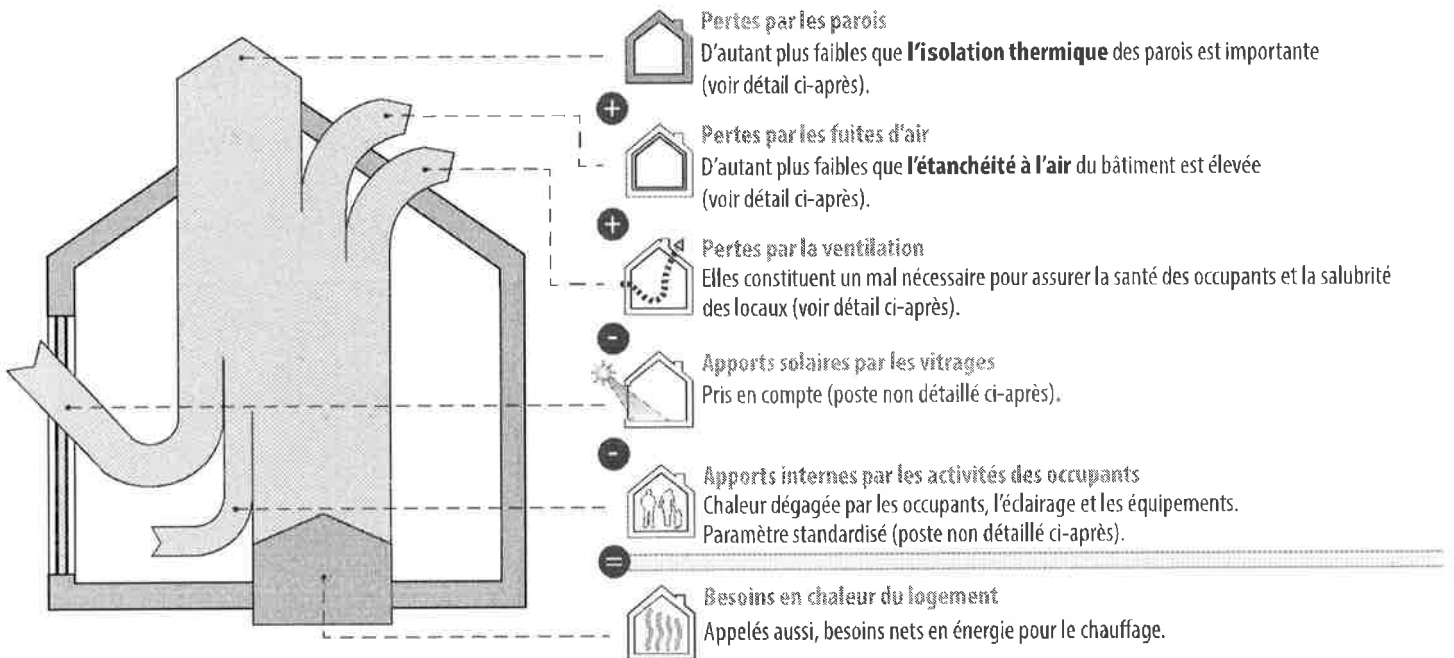 Pertes par les parois
D'autant plus faibles que l'isolation thermique des parois est importante
(voir détail ci-après).
+
Pertes par les fuites d'air
D'autant plus faibles que l'étanchéité à l'air du bâtiment est élevée
(voir détail ci-après).
+
Pertes par la ventilation
Elles constituent un mal nécessaire pour assurer la santé des occupants et la salubrité
des locaux (voir détail ci-après).
-
Apports solaires par les vitrages
Pris en compte (poste non détaillé ci-après).
-
Apports internes par les activités des occupants
Chaleur dégagée par les occupants, l'éclairage et les équipements.
Paramètre standardisé (poste non détaillé ci-après).
=
Besoins en chaleur du logement
Appelés aussi, besoins nets en énergie pour le chauffage.